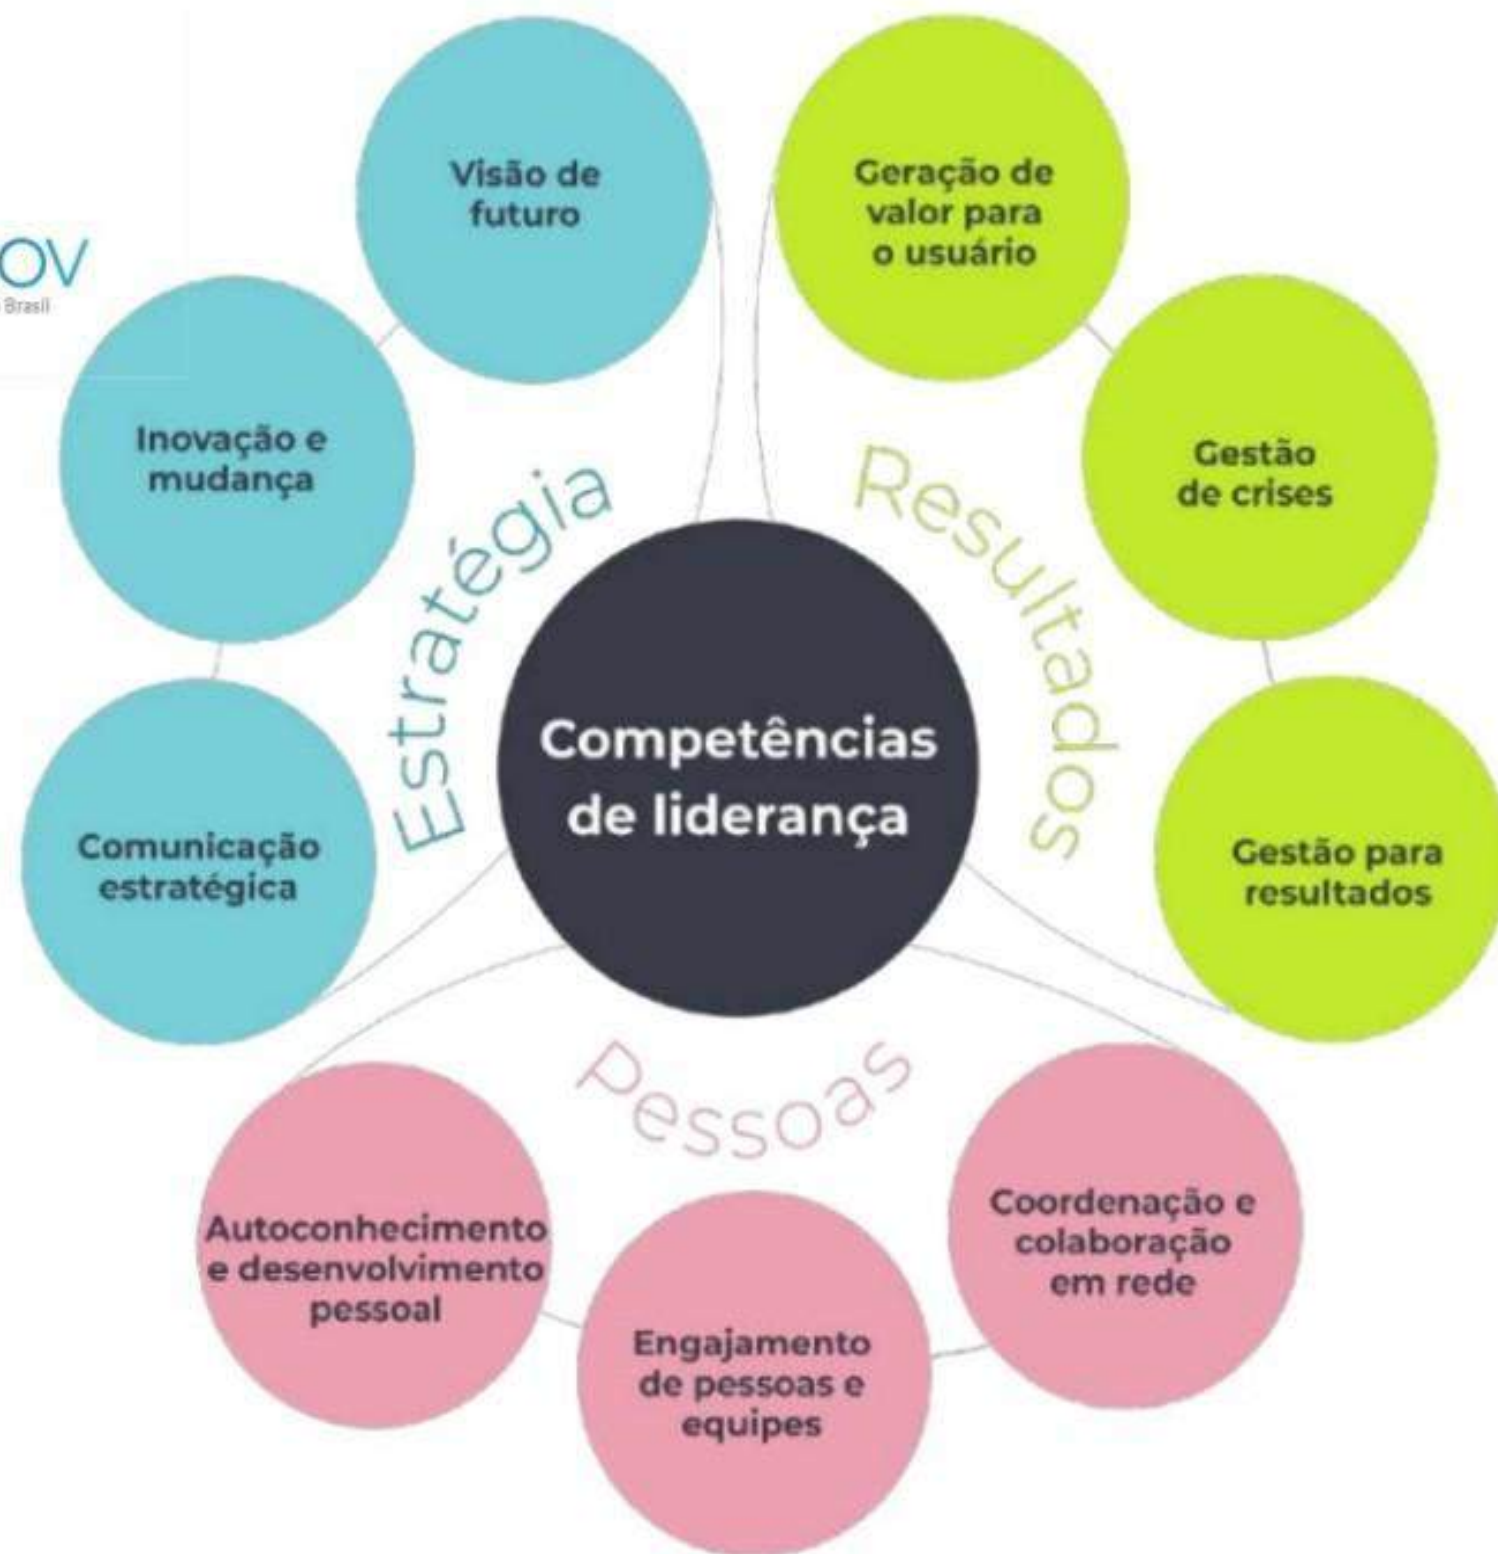 Visão de
futuro
Geração de
valor para
o usuário
OV
Brasil
Inovação e
mudança
Gestão
de crises
Estratégia
Resultados
Competências
de liderança
Comunicação
estratégica
Gestão para
resultados
Pessoas
Autoconhecimento
e desenvolvimento
pessoal
Engajamento
de pessoas e
equipes
Coordenação e
colaboração
em rede